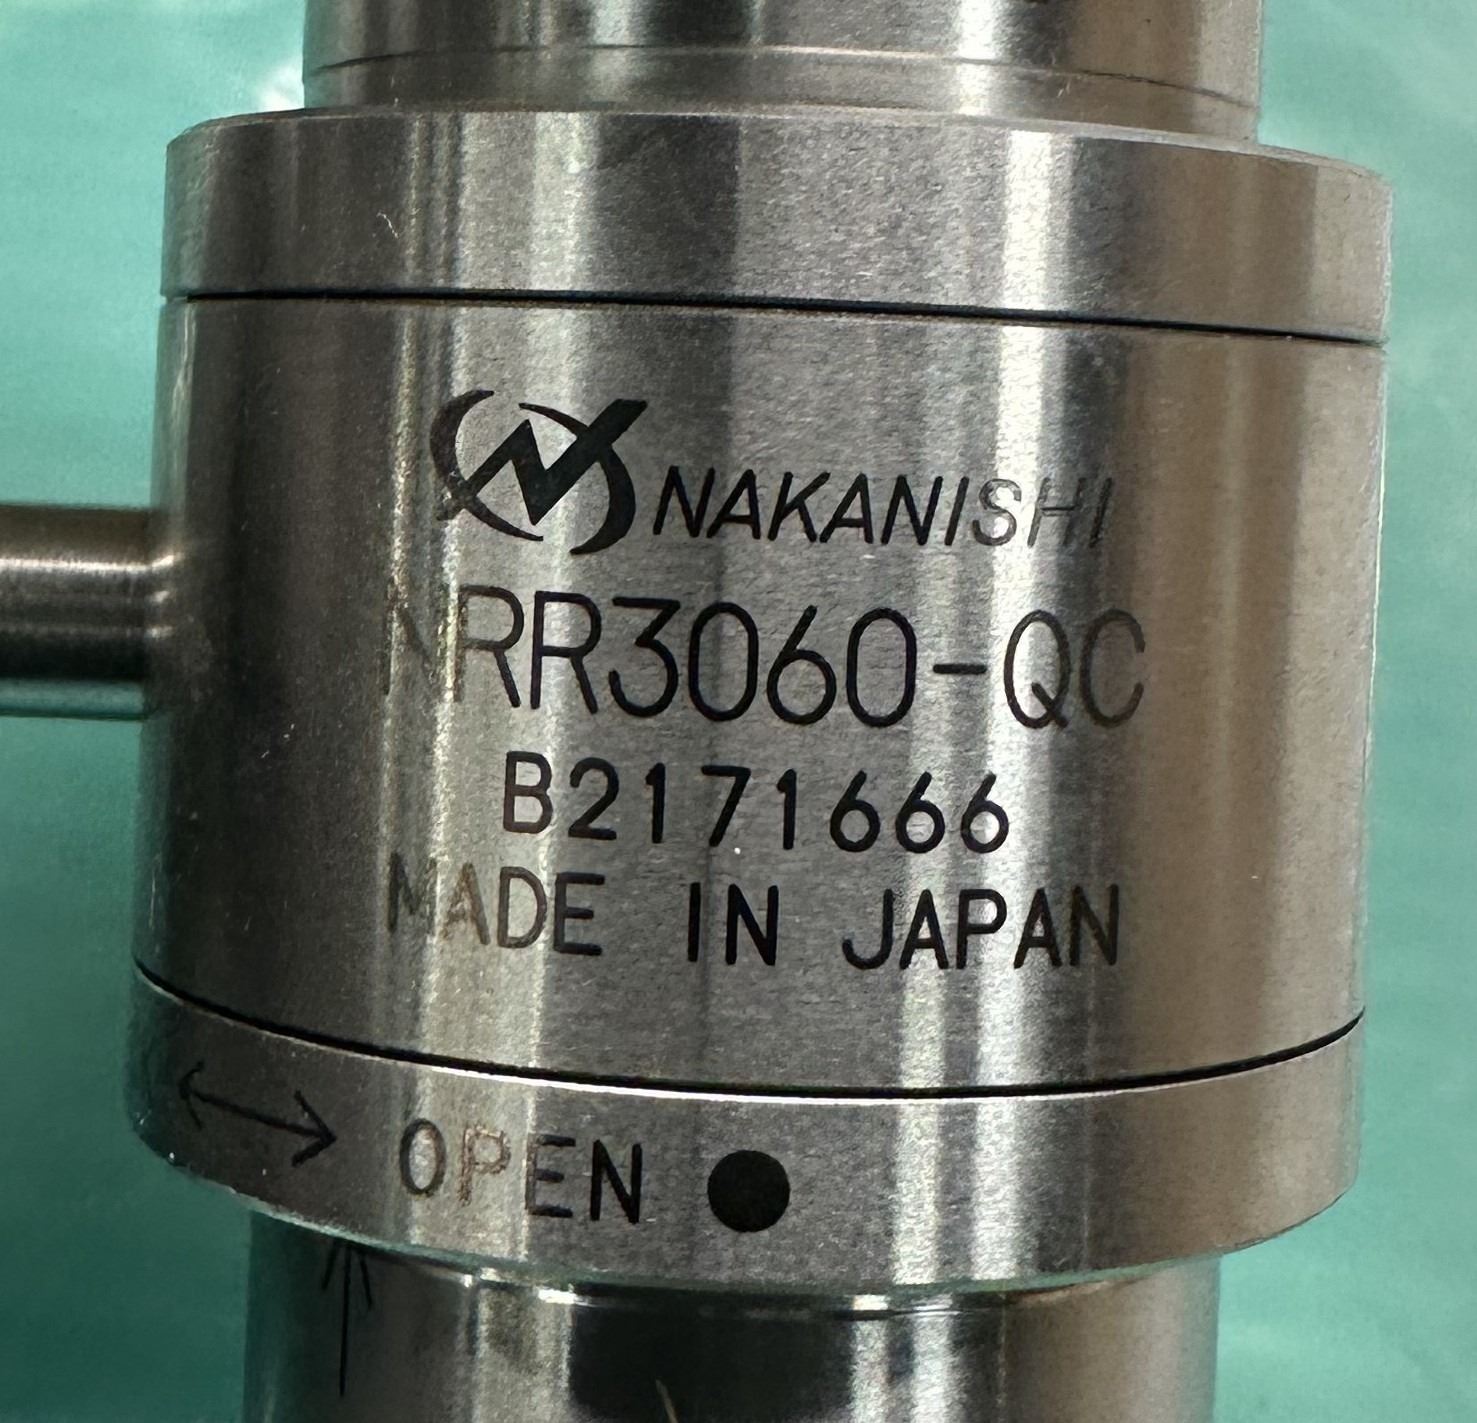 NAKANISHI
NRR3060-QC
B2171666
MADE IN JAPAN
OPEN